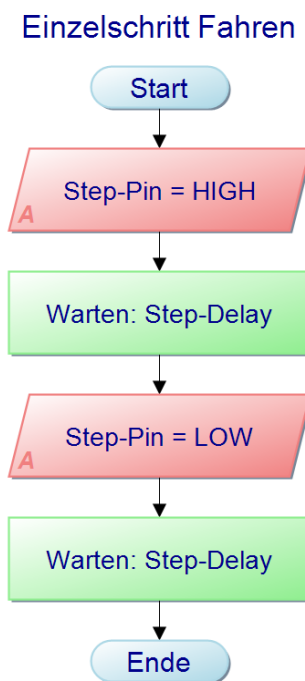 Einzelschritt Fahren
Start
Step-Pin = HIGH
A
Warten: Step-Delay
Step-Pin = LOW
A
Warten: Step-Delay
Ende